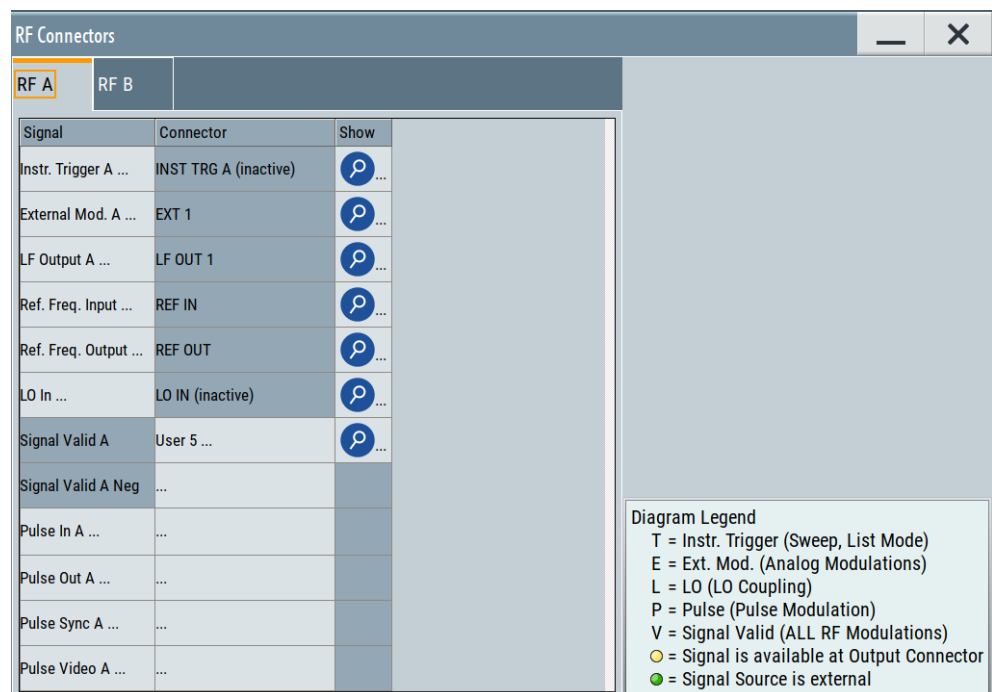 RF Connectors
RF A
RF B
Signal Connector Show
Instr. Trigger A ... INST TRG A (inactive) ...
External Mod. A ... EXT 1 ...
LF Output A ... LF OUT 1 ...
Ref. Freq. Input ... REF IN ...
Ref. Freq. Output ... REF OUT ...
LO In ... LO IN (inactive) ...
Signal Valid A User 5 ... ...
Signal Valid A Neg ...
Pulse In A ... ...
Pulse Out A ... ...
Pulse Sync A ... ...
Pulse Video A ... ...
Diagram Legend
T = Instr. Trigger (Sweep, List Mode)
E = Ext. Mod. (Analog Modulations)
L = LO (LO Coupling)
P = Pulse (Pulse Modulation)
V = Signal Valid (ALL RF Modulations)
= Signal is available at Output Connector
= Signal Source is external